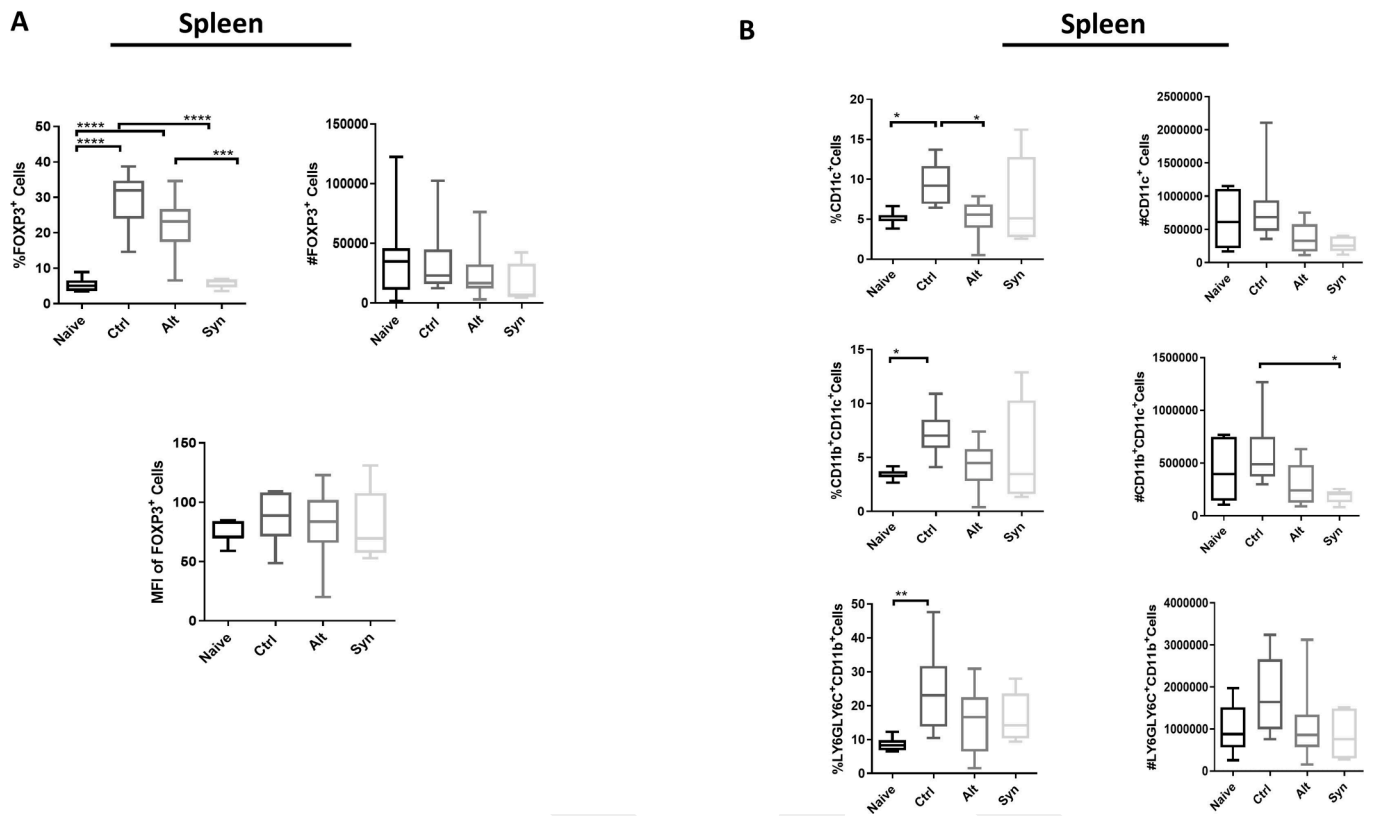 A
Spleen
%FOXP3+ Cells
50
40
30
20
10
0
****
****
****
***
Naive
Ctrl
Alt
Syn
#FOXP3+ Cells
150000
100000
50000
0
Naive
Ctrl
Alt
Syn
MFI of FOXP3+ Cells
150
100
50
0
Naive
Ctrl
Alt
Syn
B
Spleen
%CD11c+Cells
20
15
10
5
0
*
*
Naive
Ctrl
Alt
Syn
#CD11c+ Cells
2500000
2000000
1500000
1000000
500000
0
Naive
Ctrl
Alt
Syn
%CD11b+CD11c+Cells
15
10
5
0
*
Naive
Ctrl
Alt
Syn
#CD11b+CD11c+Cells
1500000
1000000
500000
0
*
Naive
Ctrl
Alt
Syn
%LY6GLY6C+CD11b+Cells
50
40
30
20
10
0
**
Naive
Ctrl
Alt
Syn
#LY6GLY6C+CD11b+Cells
4000000
3000000
2000000
1000000
0
Naive
Ctrl
Alt
Syn